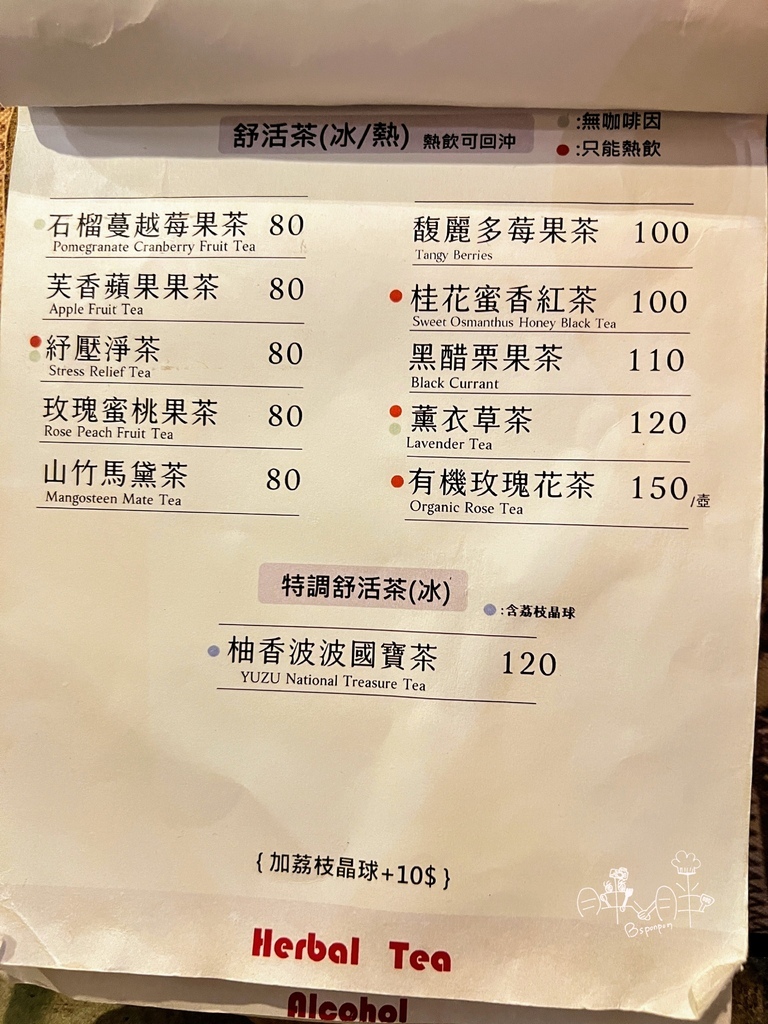 舒活茶(冰/熱) 熱飲可回沖
:無咖啡因
:只能熱飲
石榴蔓越莓果茶 80
Pomegranate Cranberry Fruit Tea
芙香蘋果果茶 80
Apple Fruit Tea
紓壓淨茶 80
Stress Relief Tea
玫瑰蜜桃果茶 80
Rose Peach Fruit Tea
山竹馬黛茶 80
Mangosteen Mate Tea
馥麗多莓果茶 100
Tangy Berries
桂花蜜香紅茶 100
Sweet Osmanthus Honey Black Tea
黑醋栗果茶 110
Black Currant
薰衣草茶 120
Lavender Tea
有機玫瑰花茶 150/壺
Organic Rose Tea
特調舒活茶(冰)
:含荔枝晶球
柚香波波國寶茶 120
YUZU National Treasure Tea
{ 加荔枝晶球+10$ }
Herbal Tea
Alcohol